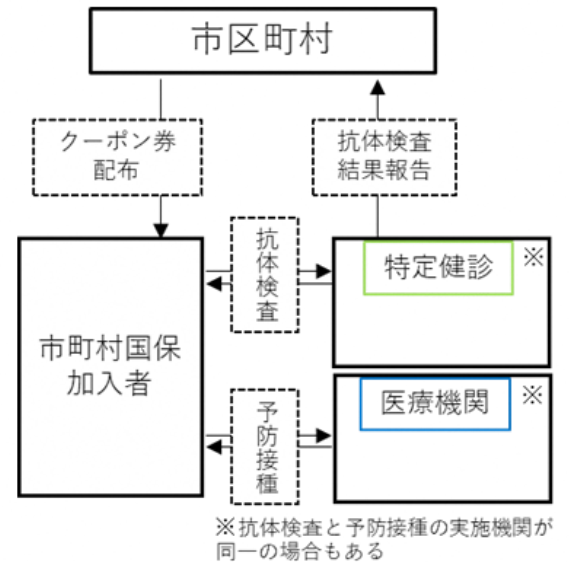 市区町村
クーポン券
配布
抗体検査
結果報告
抗体検査
特定健診
※
市町村国保
加入者
予防接種
医療機関
※
※抗体検査と予防接種の実施機関が
同一の場合もある